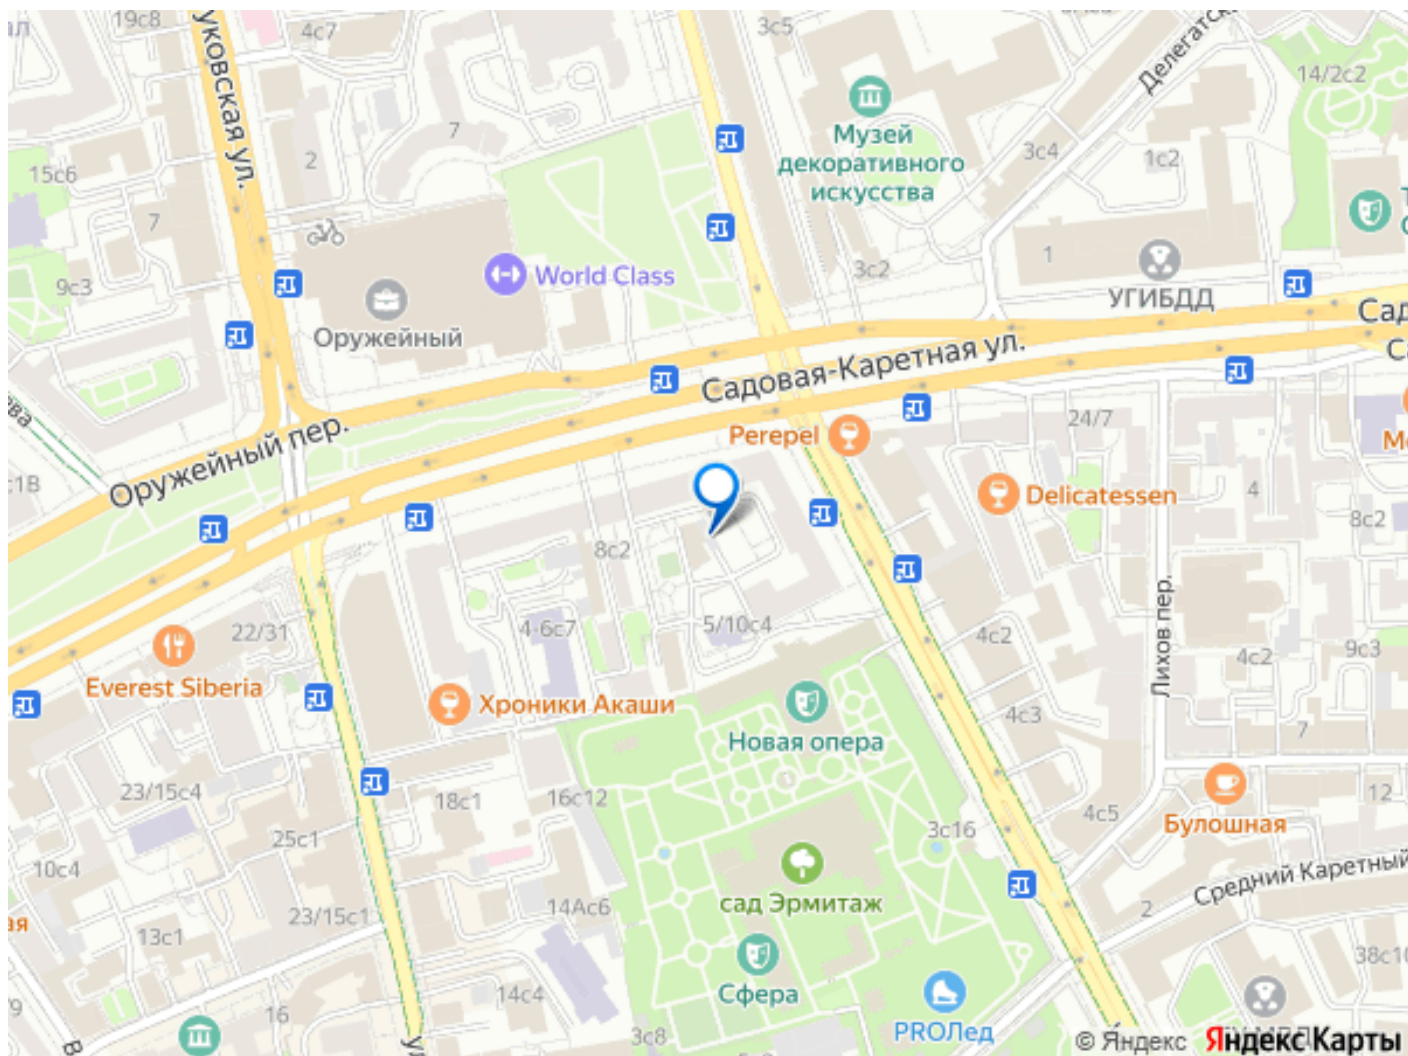 19с8
4с7
3с5
уковская ул.
Делегатск
14/2с2
7
2
Музей
декоративного
искусства
3с4
1с2
15с6
7
9с3
World Class
3с2
1
УГИБДД
Оружейный
Садовая-Каретная ул.
Сад
Оружейный пер.
Perepel
24/7
Delicatessen
4
8с2
8с2
22/31
4-6с7
5/10с4
4с2
Лихов пер.
4с2
9с3
Everest Siberia
Хроники Акаши
Новая опера
4с3
7
23/15с4
18с1
16с12
3с16
4с5
12
Булошная
25с1
10с4
сад Эрмитаж
Средний Каретный
23/15с1
14Ас6
2
ая
13с1
38с10
Сфера
14с4
16
PROЛед
3с8
© Яндекс Яндекс Карты